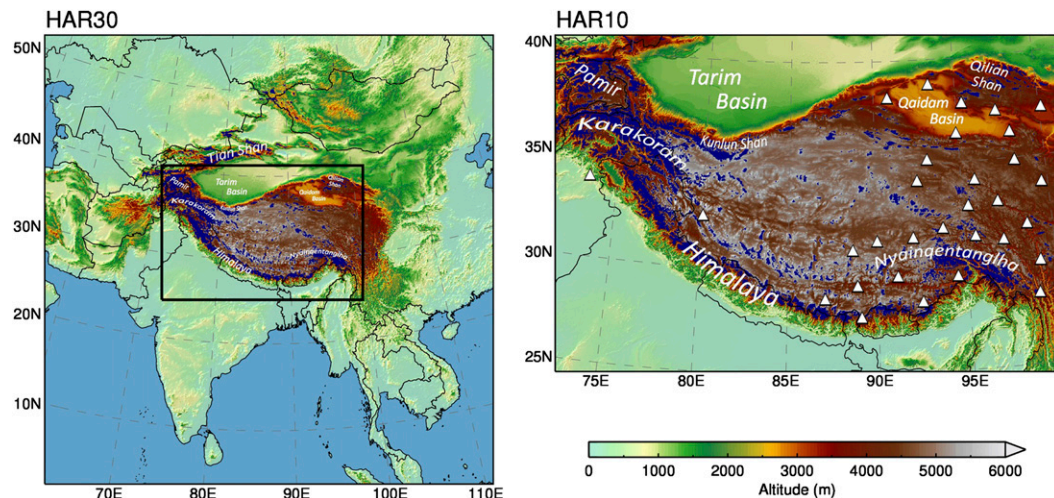 HAR30
50N
40N
30N
20N
10N
70E
80E
90E
100E
110E
Tian Shan
Pamir
Tarim
Basin
Qilian
Shan
Qaidam
Basin
Karakoram
Himalaya
Nyainqentanglha
HAR10
40N
35N
30N
25N
75E
80E
85E
90E
95E
Pamir
Tarim
Basin
Qilian
Shan
Qaidam
Basin
Karakoram
Kunlun Shan
Himalaya
Nyainqentanglha
0
1000
2000
3000
4000
5000
6000
Altitude (m)